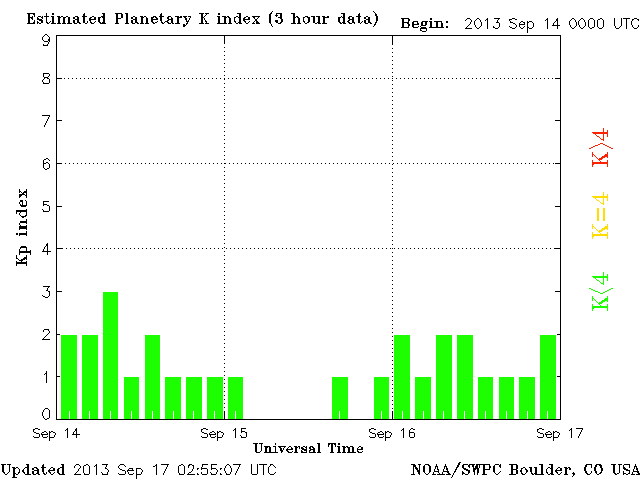 Estimated Planetary K index (3 hour data)
Begin: 2013 Sep 14 0000 UTC
9
8
7
6
5
4
3
2
1
0
Kp index
K>4
K=4
K<4
Sep 14
Sep 15
Sep 16
Sep 17
Universal Time
Updated 2013 Sep 17 02:55:07 UTC
NOAA/SWPC Boulder, CO USA